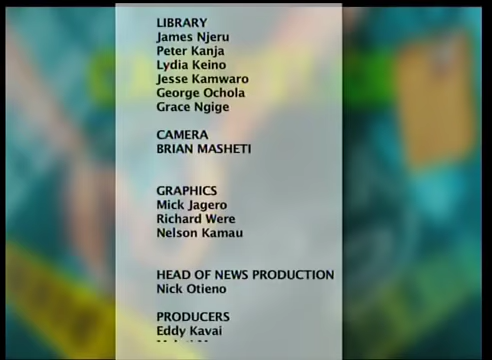 LIBRARY
James Njeru
Peter Kanja
Lydia Keino
Jesse Kamwaro
George Ochola
Grace Ngige
CAMERA
BRIAN MASHETI
GRAPHICS
Mick Jagero
Richard Were
Nelson Kamau
HEAD OF NEWS PRODUCTION
Nick Otieno
PRODUCERS
Eddy Kavai